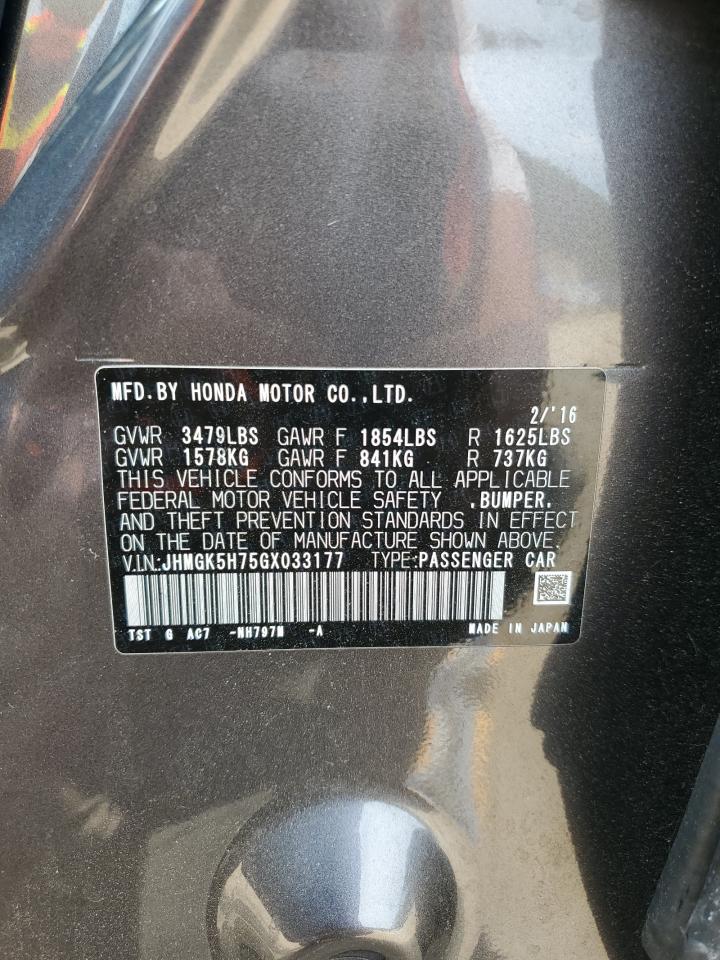 MFD.BY HONDA MOTOR CO.,LTD.
2/'16
GVWR 3479LBS GAWR F 1854LBS R 1625LBS
GVWR 1578KG GAWR F 841KG R 737KG
THIS VEHICLE CONFORMS TO ALL APPLICABLE
FEDERAL MOTOR VEHICLE SAFETY ,BUMPER,
AND THEFT PREVENTION STANDARDS IN EFFECT
ON THE DATE OF MANUFACTURE SHOWN ABOVE.
V.I.N:JHMGK5H75GX033177 TYPE:PASSENGER CAR
TST G AC7 -NH797M -A MADE IN JAPAN